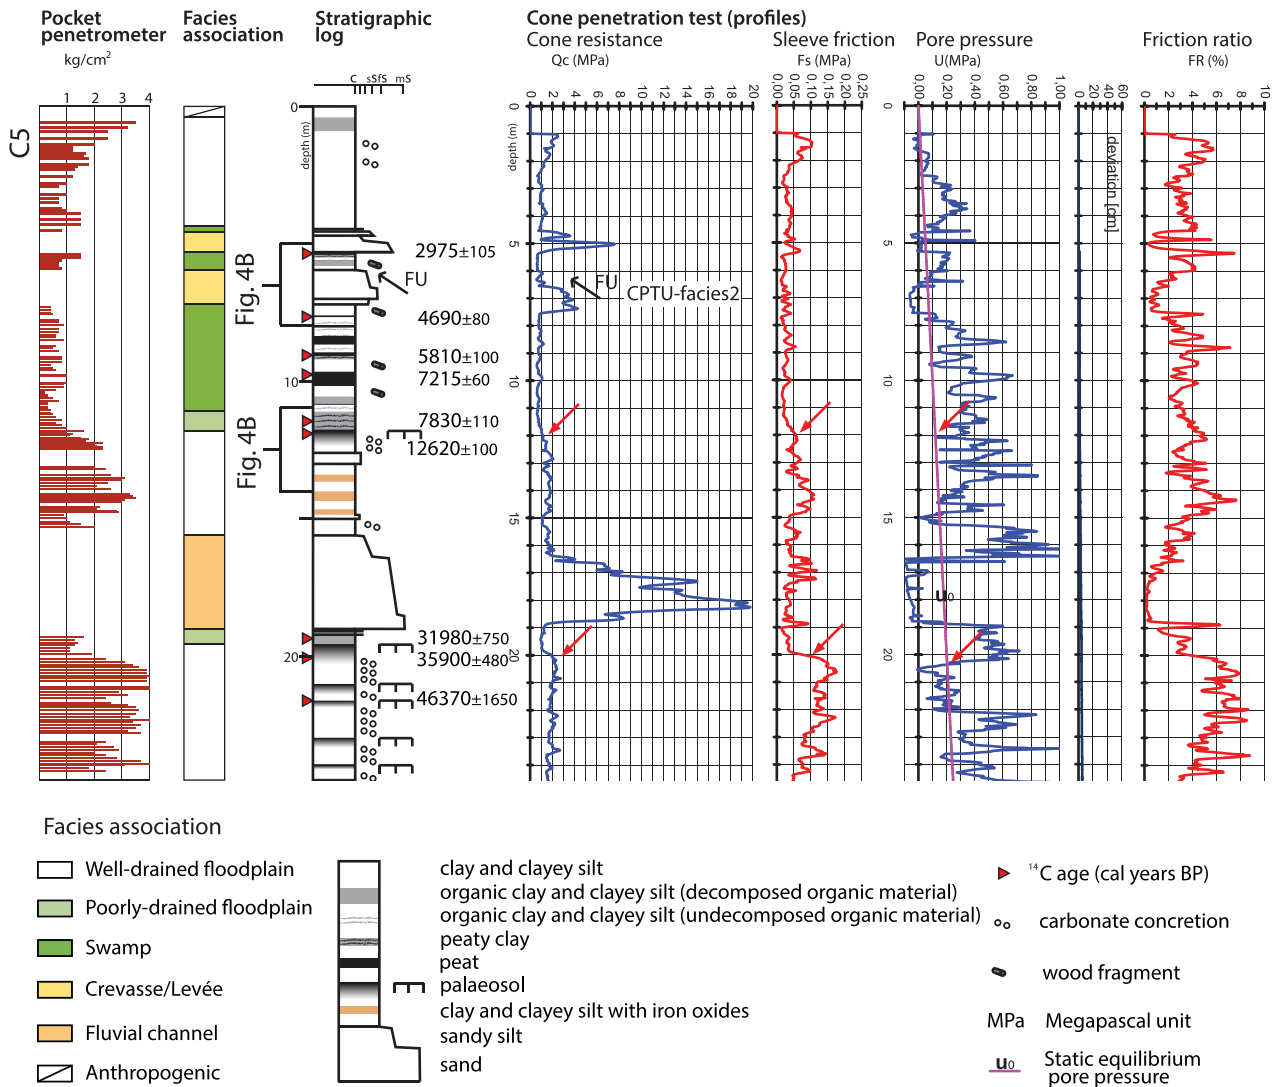 Pocket penetrometer
kg/cm²
Facies association
Stratigraphic log
Cone penetration test (profiles)
Cone resistance
Qc (MPa)
Sleeve friction
Fs (MPa)
Pore pressure
U(MPa)
Friction ratio
FR (%)
C5
1 2 3 4
C sSfS mS
0 2 4 6 8 10 12 14 16 18 20
0,00 0,05 0,10 0,15 0,20 0,25
0,00 0,20 0,40 0,60 0,80 1,00
0 20 40 60
0 2 4 6 8 10
0
depth (m)
10
20
0
depth (m)
5
10
15
20
0
5
10
15
20
deviation [cm]
Fig. 4B
Fig. 4B
2975±105
FU
4690±80
5810±100
7215±60
7830±110
12620±100
31980±750
35900±480
46370±1650
FU
CPTU-facies2
u0
Facies association
Well-drained floodplain
Poorly-drained floodplain
Swamp
Crevasse/Levée
Fluvial channel
Anthropogenic
clay and clayey silt
organic clay and clayey silt (decomposed organic material)
organic clay and clayey silt (undecomposed organic material)
peaty clay
peat
palaeosol
clay and clayey silt with iron oxides
sandy silt
sand
¹⁴C age (cal years BP)
carbonate concretion
wood fragment
MPa Megapascal unit
u0 Static equilibrium
pore pressure